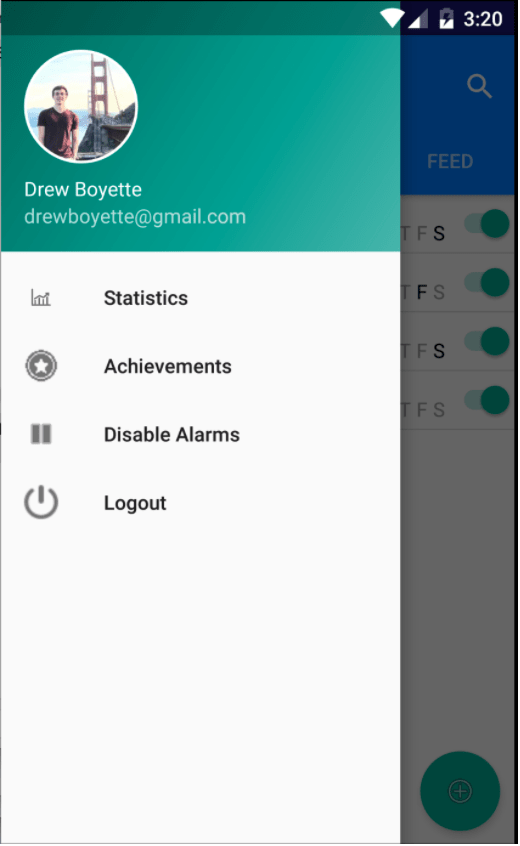 3:20
FEED
Drew Boyette
drewboyette@gmail.com
T F S
Statistics
T F S
Achievements
T F S
Disable Alarms
T F S
Logout